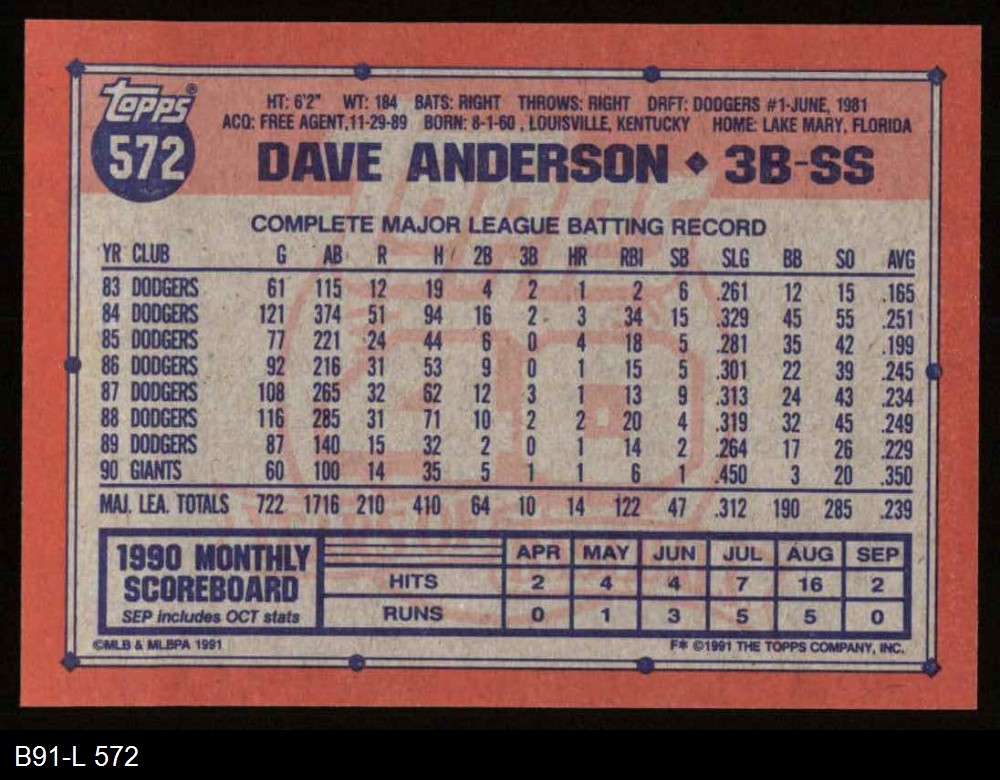 Topps®
572
HT: 6'2" WT: 184 BATS: RIGHT THROWS: RIGHT DRFT: DODGERS #1-JUNE, 1981
ACQ: FREE AGENT, 11-29-89 BORN: 8-1-60, LOUISVILLE, KENTUCKY HOME: LAKE MARY, FLORIDA
DAVE ANDERSON ◆ 3B-SS
COMPLETE MAJOR LEAGUE BATTING RECORD
YR CLUB G AB R H 2B 3B HR RBI SB SLG BB SO AVG
83 DODGERS 61 115 12 19 4 2 1 2 6 .261 12 15 .165
84 DODGERS 121 374 51 94 16 2 3 34 15 .329 45 55 .251
85 DODGERS 77 221 24 44 6 0 4 18 5 .281 35 42 .199
86 DODGERS 92 216 31 53 9 0 1 15 5 .301 22 39 .245
87 DODGERS 108 265 32 62 12 3 1 13 9 .313 24 43 .234
88 DODGERS 116 285 31 71 10 2 2 20 4 .319 32 45 .249
89 DODGERS 87 140 15 32 2 0 1 14 2 .264 17 26 .229
90 GIANTS 60 100 14 35 5 1 1 6 1 .450 3 20 .350
MAJ. LEA. TOTALS 722 1716 210 410 64 10 14 122 47 .312 190 285 .239
1990 MONTHLY SCOREBOARD
SEP includes OCT stats
APR MAY JUN JUL AUG SEP
HITS 2 4 4 7 16 2
RUNS 0 1 3 5 5 0
©MLB & MLBPA 1991
F* ©1991 THE TOPPS COMPANY, INC.
B91-L 572